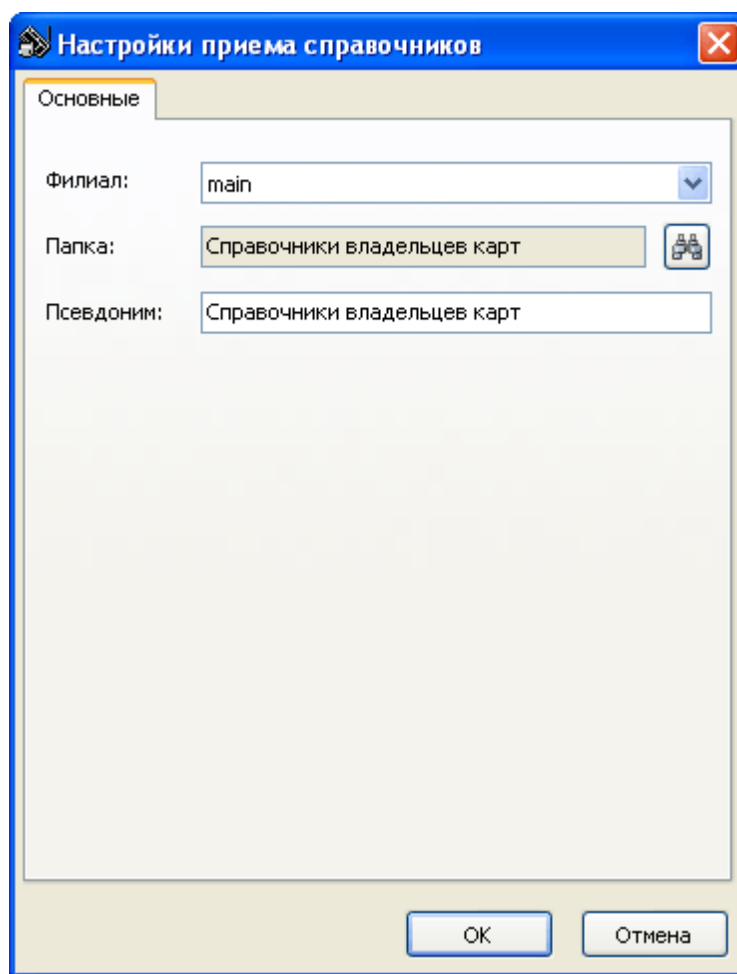 Настройки приема справочников
Основные
Филиал: main
Папка: Справочники владельцев карт
Псевдоним: Справочники владельцев карт
OK Отмена